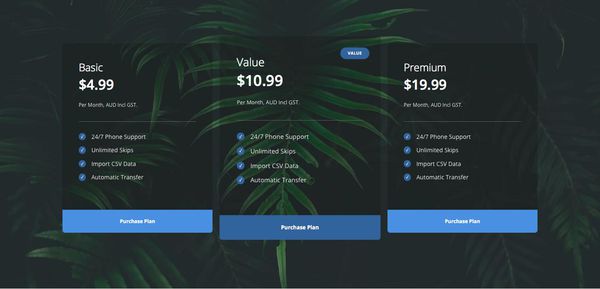 Basic
$4.99
Per Month, AUD Incl GST.
24/7 Phone Support
Unlimited Skips
Import CSV Data
Automatic Transfer
Purchase Plan
VALUE
Value
$10.99
Per Month, AUD Incl GST.
24/7 Phone Support
Unlimited Skips
Import CSV Data
Automatic Transfer
Purchase Plan
Premium
$19.99
Per Month, AUD Incl GST.
24/7 Phone Support
Unlimited Skips
Import CSV Data
Automatic Transfer
Purchase Plan